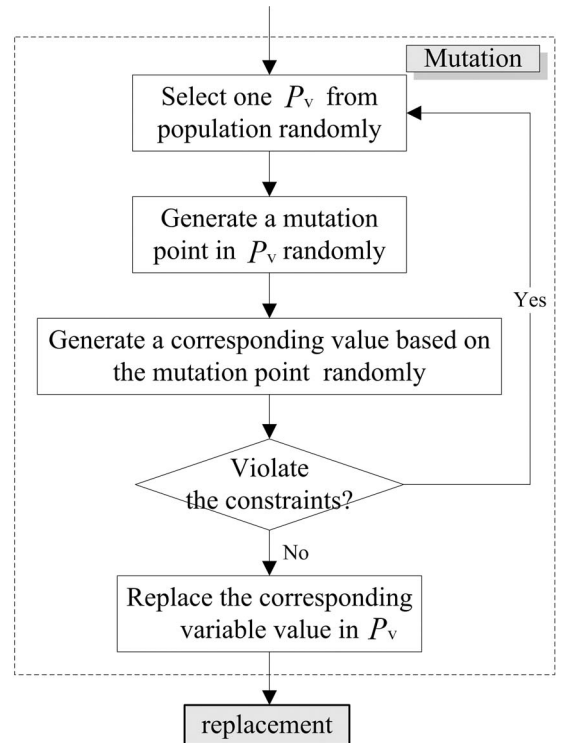 Mutation
Select one Pv from
population randomly
Generate a mutation
point in Pv randomly
Yes
Generate a corresponding value based on
the mutation point randomly
Violate
the constraints?
No
Replace the corresponding
variable value in Pv
replacement